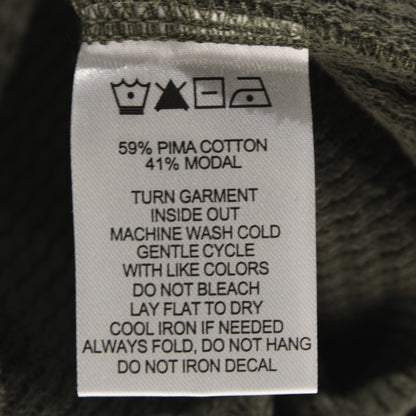 59% PIMA COTTON
41% MODAL
TURN GARMENT
INSIDE OUT
MACHINE WASH COLD
GENTLE CYCLE
WITH LIKE COLORS
DO NOT BLEACH
LAY FLAT TO DRY
COOL IRON IF NEEDED
ALWAYS FOLD, DO NOT HANG
DO NOT IRON DECAL